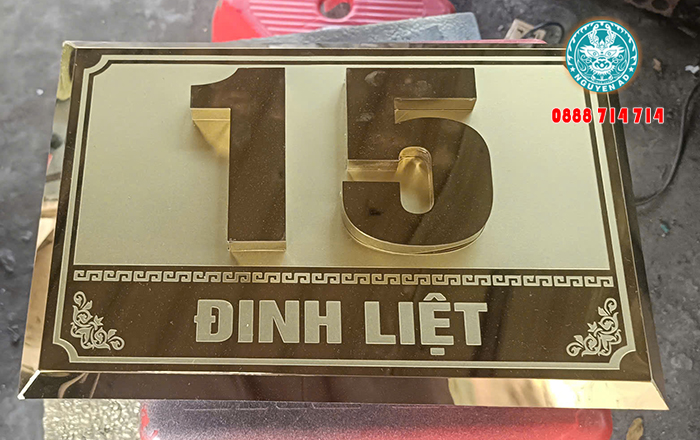 NGUYEN AD
0888 714 714
15
ĐINH LIỆT